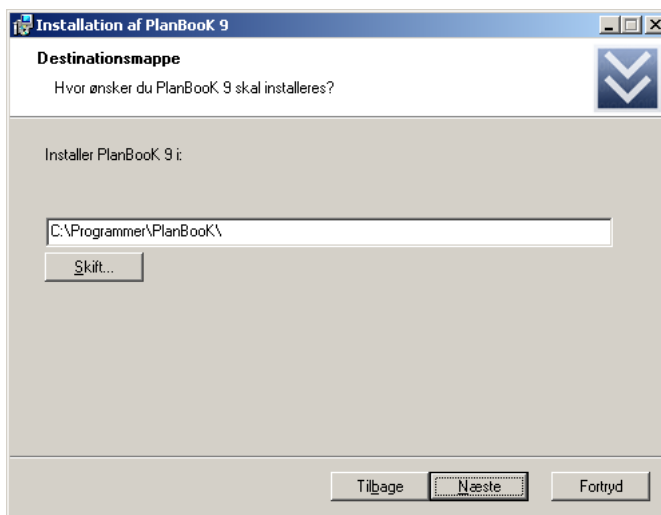 Installation af PlanBooK 9
Destinationsmappe
Hvor ønsker du PlanBooK 9 skal installeres?
Installer PlanBooK 9 i:
C:\Programmer\PlanBooK\
Skift...
Tilbage Næste Fortryd